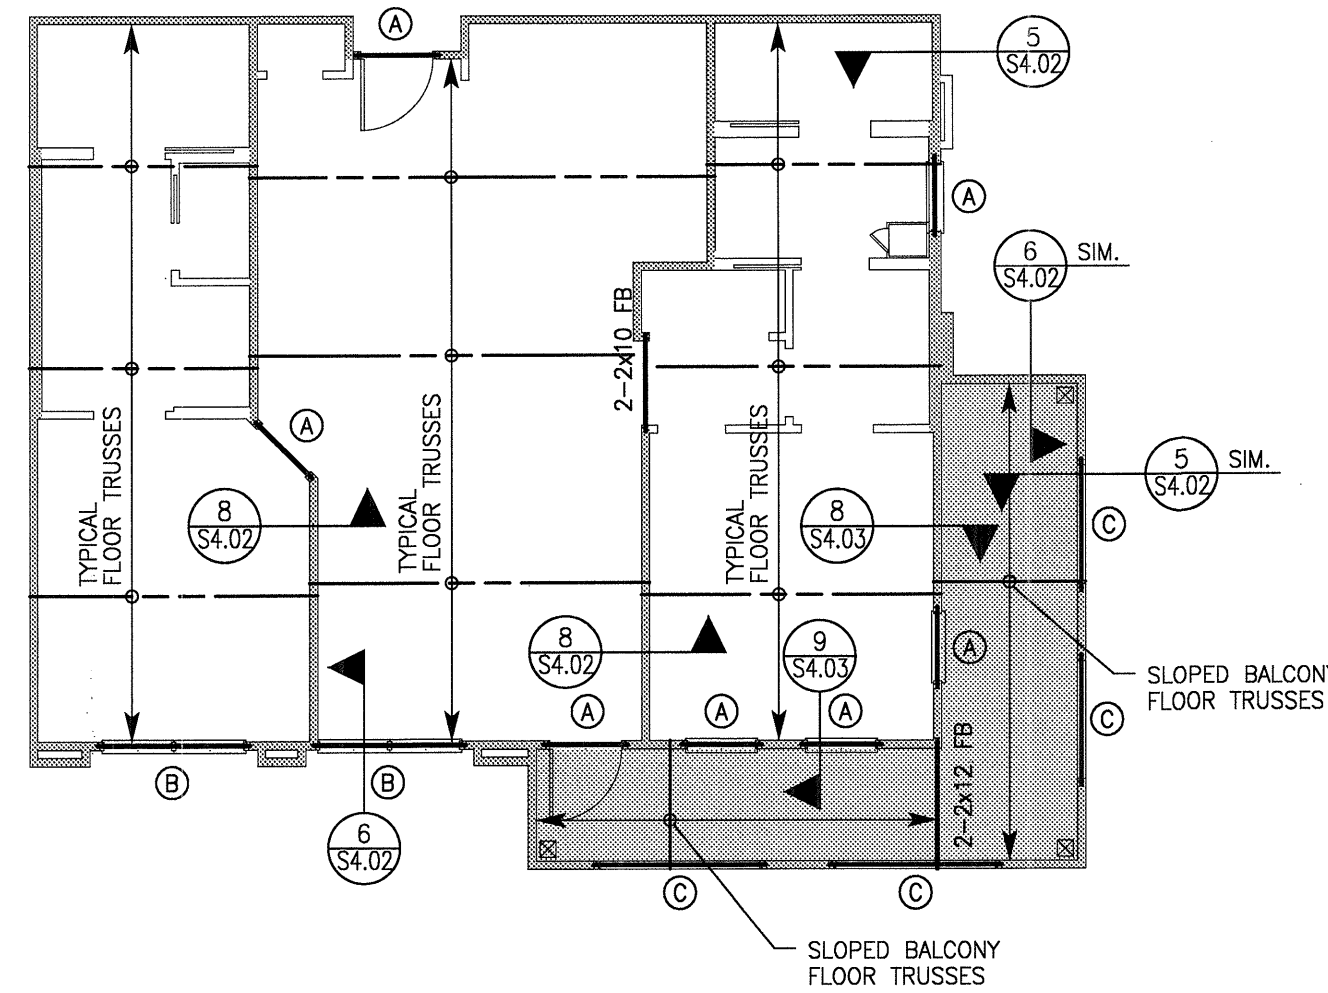 A
5
S4.02
A
6
S4.02
SIM.
2-2x10 FB
A
TYPICAL
FLOOR TRUSSES
TYPICAL
FLOOR TRUSSES
TYPICAL
FLOOR TRUSSES
5
S4.02
SIM.
8
S4.02
8
S4.03
C
8
S4.02
9
S4.03
A
SLOPED BALCONY
FLOOR TRUSSES
A
A
A
C
B
B
2-2x12 FB
6
S4.02
C
C
SLOPED BALCONY
FLOOR TRUSSES